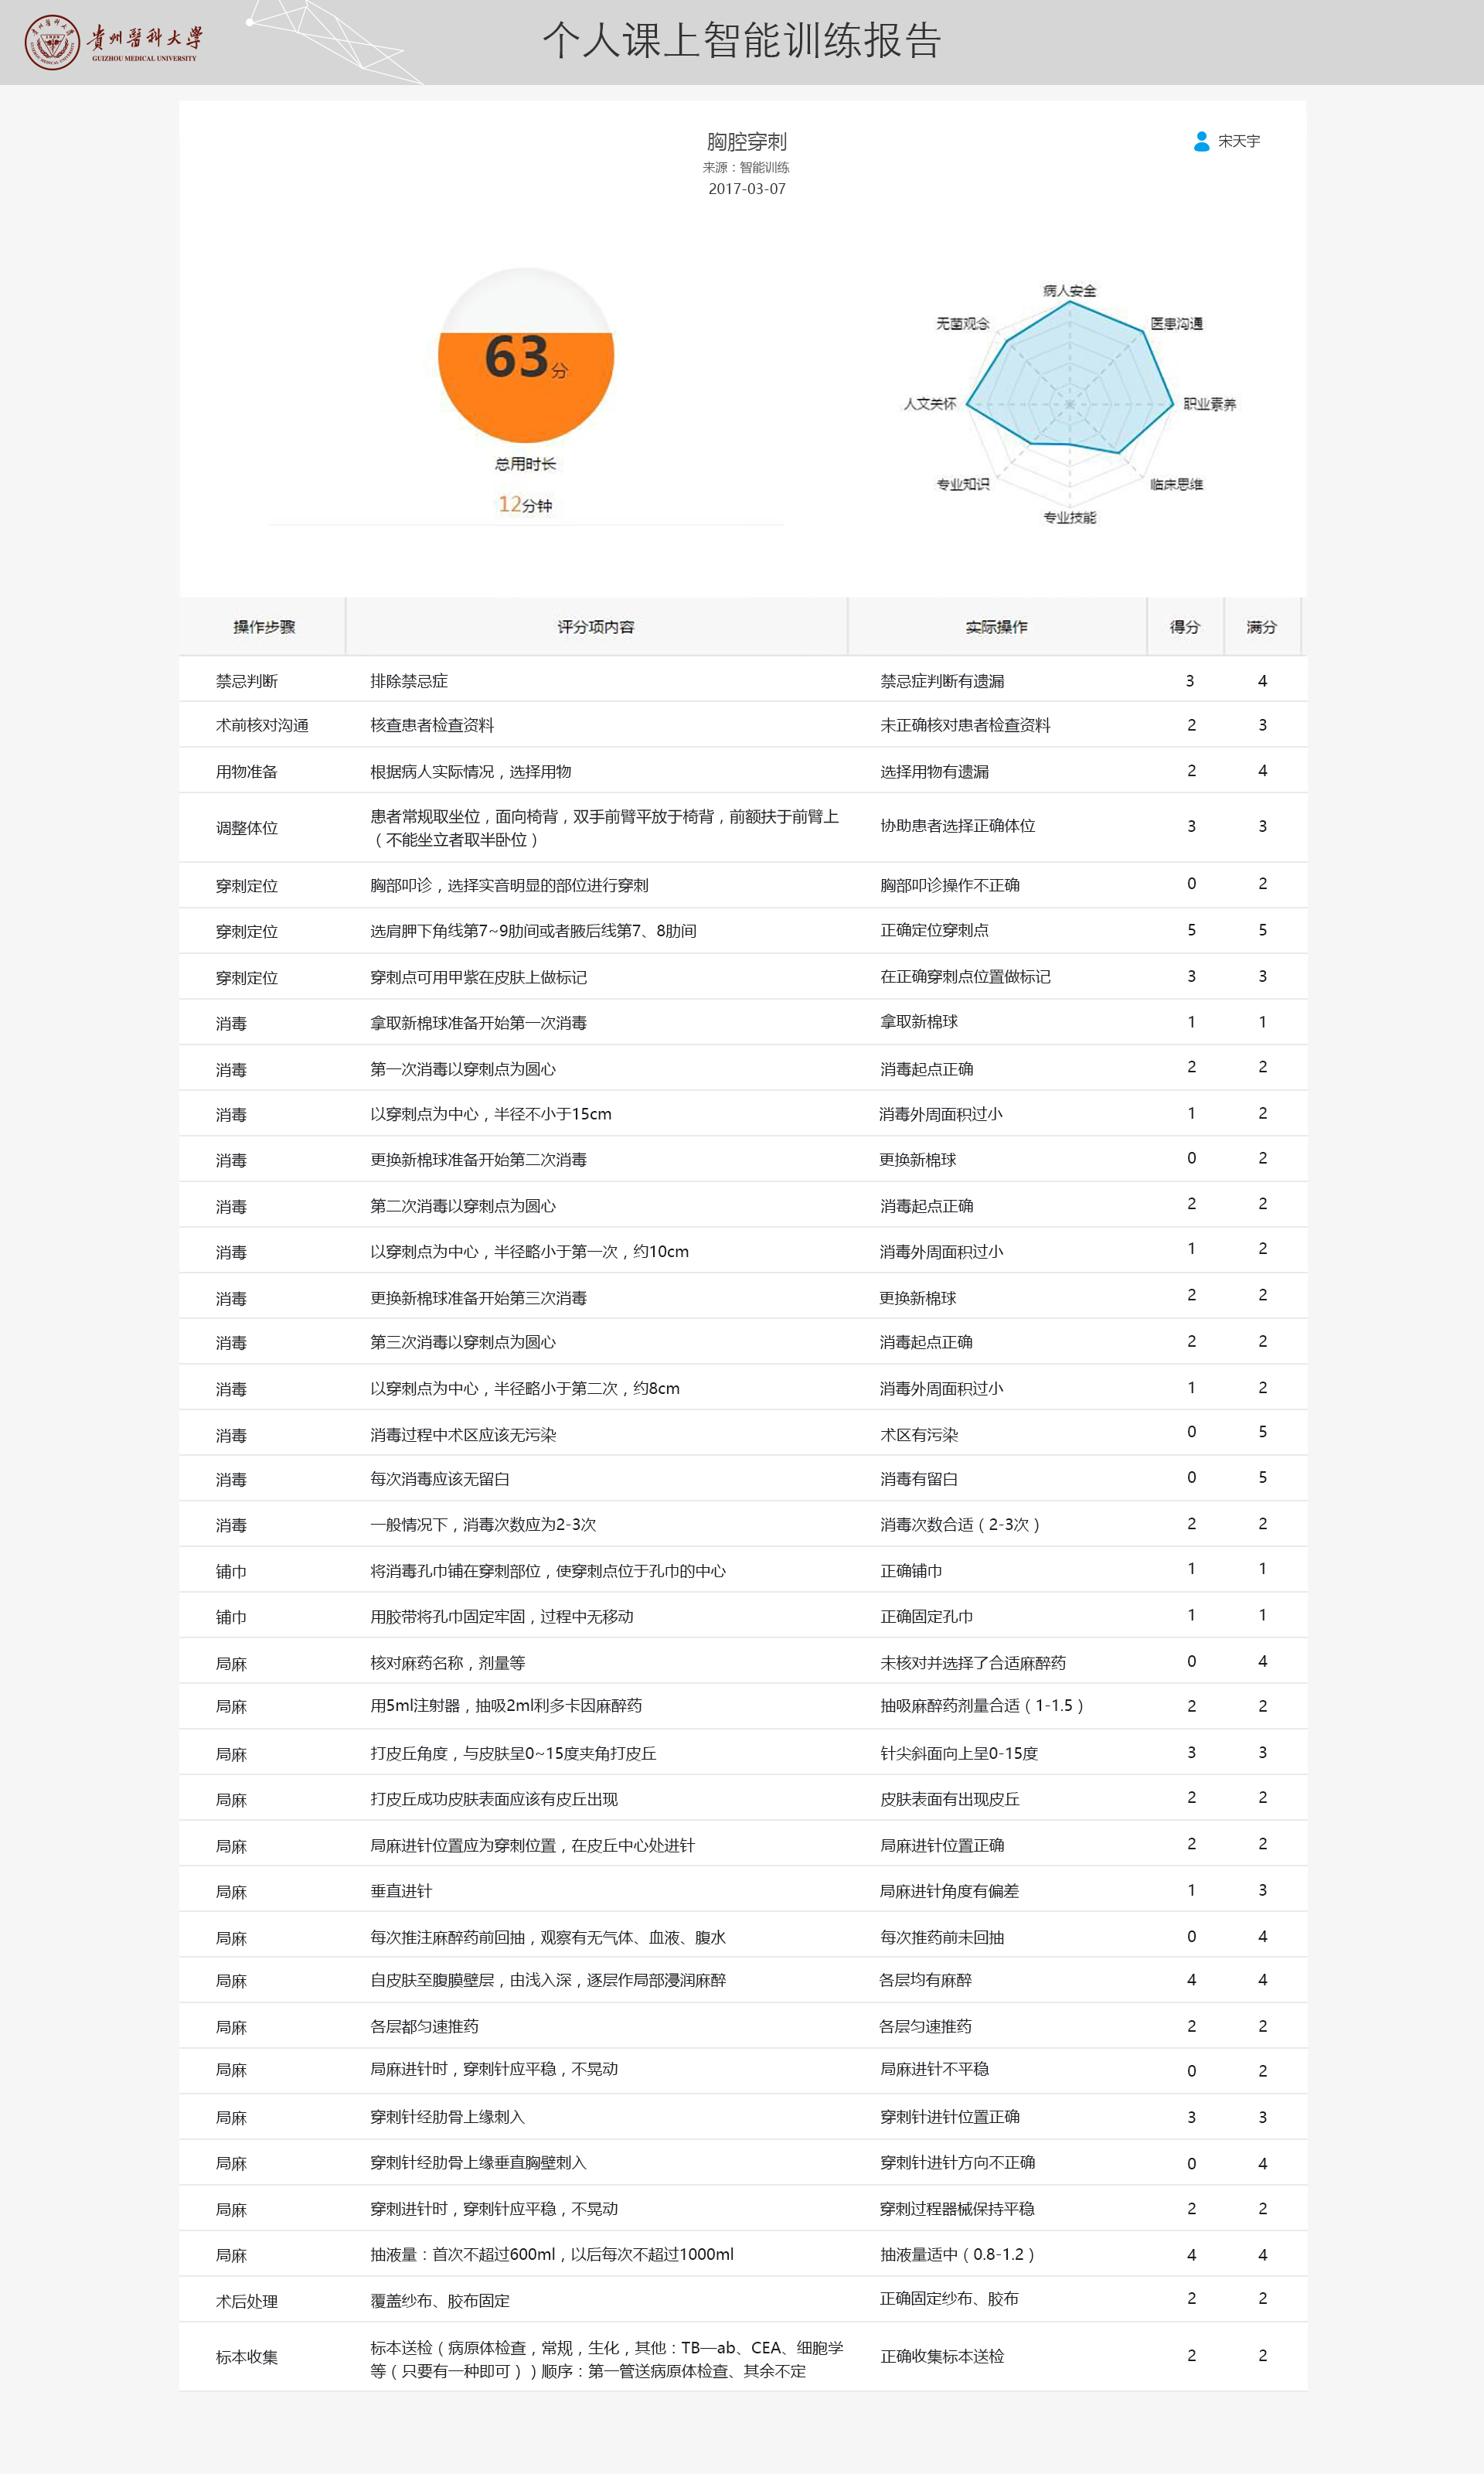 貴州醫科大學
GUIZHOU MEDICAL UNIVERSITY
个人课上智能训练报告
胸腔穿刺
宋天宇
来源：智能训练
2017-03-07
63分
总用时长
12分钟
病人安全
无菌观念
医患沟通
人文关怀
职业素养
专业知识
临床思维
专业技能
操作步骤 评分项内容 实际操作 得分 满分
禁忌判断 排除禁忌症 禁忌症判断有遗漏 3 4
术前核对沟通 核查患者检查资料 未正确核对患者检查资料 2 3
用物准备 根据病人实际情况，选择用物 选择用物有遗漏 2 4
调整体位 患者常规取坐位，面向椅背，双手前臂平放于椅背，前额扶于前臂上
（不能坐立者取半卧位） 协助患者选择正确体位 3 3
穿刺定位 胸部叩诊，选择实音明显的部位进行穿刺 胸部叩诊操作不正确 0 2
穿刺定位 选肩胛下角线第7~9肋间或者腋后线第7、8肋间 正确定位穿刺点 5 5
穿刺定位 穿刺点可用甲紫在皮肤上做标记 在正确穿刺点位置做标记 3 3
消毒 拿取新棉球准备开始第一次消毒 拿取新棉球 1 1
消毒 第一次消毒以穿刺点为圆心 消毒起点正确 2 2
消毒 以穿刺点为中心，半径不小于15cm 消毒外周面积过小 1 2
消毒 更换新棉球准备开始第二次消毒 更换新棉球 0 2
消毒 第二次消毒以穿刺点为圆心 消毒起点正确 2 2
消毒 以穿刺点为中心，半径略小于第一次，约10cm 消毒外周面积过小 1 2
消毒 更换新棉球准备开始第三次消毒 更换新棉球 2 2
消毒 第三次消毒以穿刺点为圆心 消毒起点正确 2 2
消毒 以穿刺点为中心，半径略小于第二次，约8cm 消毒外周面积过小 1 2
消毒 消毒过程中术区应该无污染 术区有污染 0 5
消毒 每次消毒应该无留白 消毒有留白 0 5
消毒 一般情况下，消毒次数应为2-3次 消毒次数合适（2-3次） 2 2
铺巾 将消毒孔巾铺在穿刺部位，使穿刺点位于孔巾的中心 正确铺巾 1 1
铺巾 用胶带将孔巾固定牢固，过程中无移动 正确固定孔巾 1 1
局麻 核对麻药名称，剂量等 未核对并选择了合适麻醉药 0 4
局麻 用5ml注射器，抽吸2ml利多卡因麻醉药 抽吸麻醉药剂量合适（1-1.5） 2 2
局麻 打皮丘角度，与皮肤呈0~15度夹角打皮丘 针尖斜面向上呈0-15度 3 3
局麻 打皮丘成功皮肤表面应该有皮丘出现 皮肤表面有出现皮丘 2 2
局麻 局麻进针位置应为穿刺位置，在皮丘中心处进针 局麻进针位置正确 2 2
局麻 垂直进针 局麻进针角度有偏差 1 3
局麻 每次推注麻醉药前回抽，观察有无气体、血液、腹水 每次推药前未回抽 0 4
局麻 自皮肤至腹膜壁层，由浅入深，逐层作局部浸润麻醉 各层均有麻醉 4 4
局麻 各层都匀速推药 各层匀速推药 2 2
局麻 局麻进针时，穿刺针应平稳，不晃动 局麻进针不平稳 0 2
局麻 穿刺针经肋骨上缘刺入 穿刺针进针位置正确 3 3
局麻 穿刺针经肋骨上缘垂直胸壁刺入 穿刺针进针方向不正确 0 4
局麻 穿刺进针时，穿刺针应平稳，不晃动 穿刺过程器械保持平稳 2 2
局麻 抽液量：首次不超过600ml，以后每次不超过1000ml 抽液量适中（0.8-1.2） 4 4
术后处理 覆盖纱布、胶布固定 正确固定纱布、胶布 2 2
标本收集 标本送检（病原体检查，常规，生化，其他：TB—ab、CEA、细胞学
等（只要有一种即可））顺序：第一管送病原体检查、其余不定 正确收集标本送检 2 2